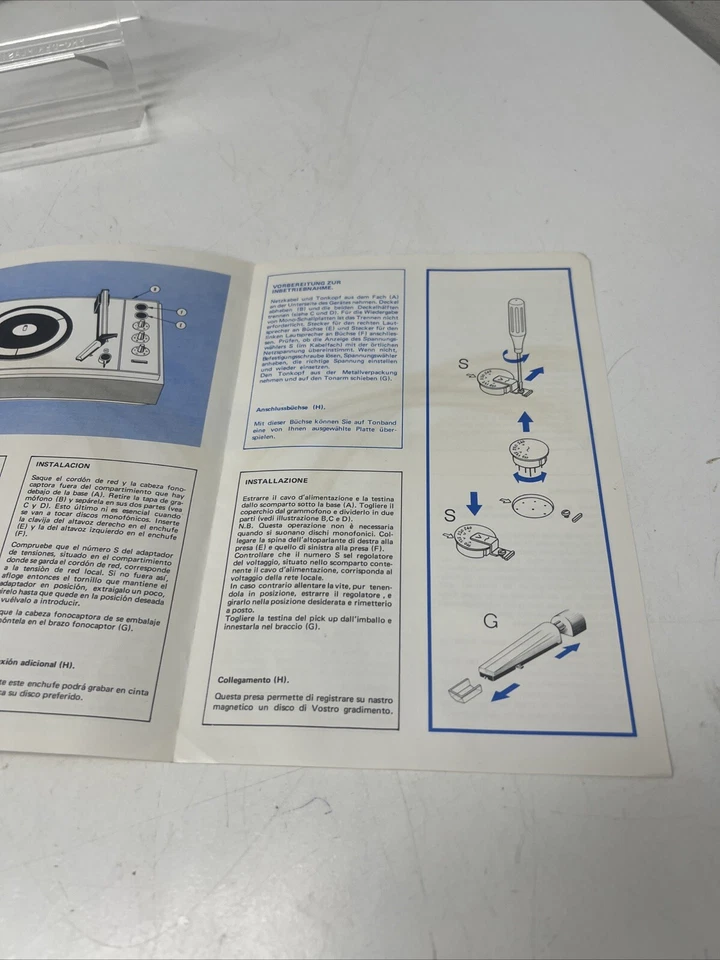 VORBEREITUNG ZUR
INBETRIEBNAHME.
Netzkabel und Tonkopf aus dem Fach (A)
an der Unterseite des Gerätes nehmen. Deckel
abheben (B) und die beiden Deckelhälften
trennen (siehe C und D). Für die Wiedergabe
von Mono-Schallplatten ist das Trennen nicht
erforderlich. Stecker für den rechten Laut-
sprecher an Büchse (E) und Stecker für den
linken Lautsprecher an Büchse (F) anschlies-
sen. Prüfen, ob die Anzeige des Spannungs-
wählers S (im Kabelfach) mit der örtlichen
Netzspannung übereinstimmt. Wenn nicht,
Befestigungsschraube lösen, Spannungswähler
anheben, die richtige Spannung einstellen
und wieder einsetzen.
Den Tonkopf aus der Metallverpackung
nehmen und auf den Tonarm schieben (G).
Anschlussbüchse (H).
Mit dieser Büchse können Sie auf Tonband
eine von Ihnen ausgewählte Platte über-
spielen.
INSTALACION
Saque el cordón de red y la cabeza fono-
captora fuera del compartimiento que hay
debajo de la base (A). Retire la tapa de gra-
mófono (B) y sepárela en sus dos partes (vea
C y D). Esto último ni es esencial cuando
se van a tocar discos monofónicos. Inserte
la clavija del altavoz derecho en el enchufe
(E) y la del altavoz izquierdo en el enchufe
(F).
Compruebe que el número S del adaptador
de tensiones, situado en el compartimiento
donde se garda el cordón de red, corresponde
a la tensión de red local. Si no fuera así,
afloge entonces el tornillo que mantiene el
adaptador en posición, extraígalo un poco,
hasta que quede en la posición deseada
vuélvalo a introducir.
que la cabeza fonocaptora de se embalaje
en el brazo fonocaptor (G).
adicional (H).
este enchufe podrá grabar en cinta
su disco preferido.
INSTALLAZIONE
Estrarre il cavo d'alimentazione e la testina
dallo scomparto sotto la base (A). Togliere il
coperchio dal grammofono e dividerlo in due
parti (vedi illustrazione B,C e D).
N.B. Questa operazione non è necessaria
quando si suonano dischi monofonici. Col-
legare la spina dell'altoparlante di destra alla
presa (E) e quello di sinistra alla presa (F).
Controllare che il numero S sel regolatore
del voltaggio, situato nello scomparto conte-
nente il cavo d'alimentazione, corrisponda al
voltaggio della rete locale.
In caso contrario allentare la vite, pur tenen-
dola in posizione, estrarre il regolatore , e
girarlo nella posizione desiderata e rimetterio
a posto.
Togliere la testina del pick up dall'imballo e
innestarla nel braccio (G).
Collegamento (H).
Questa presa permette di registrare su nastro
magnetico un disco di Vostro gradimento.
S
S
G